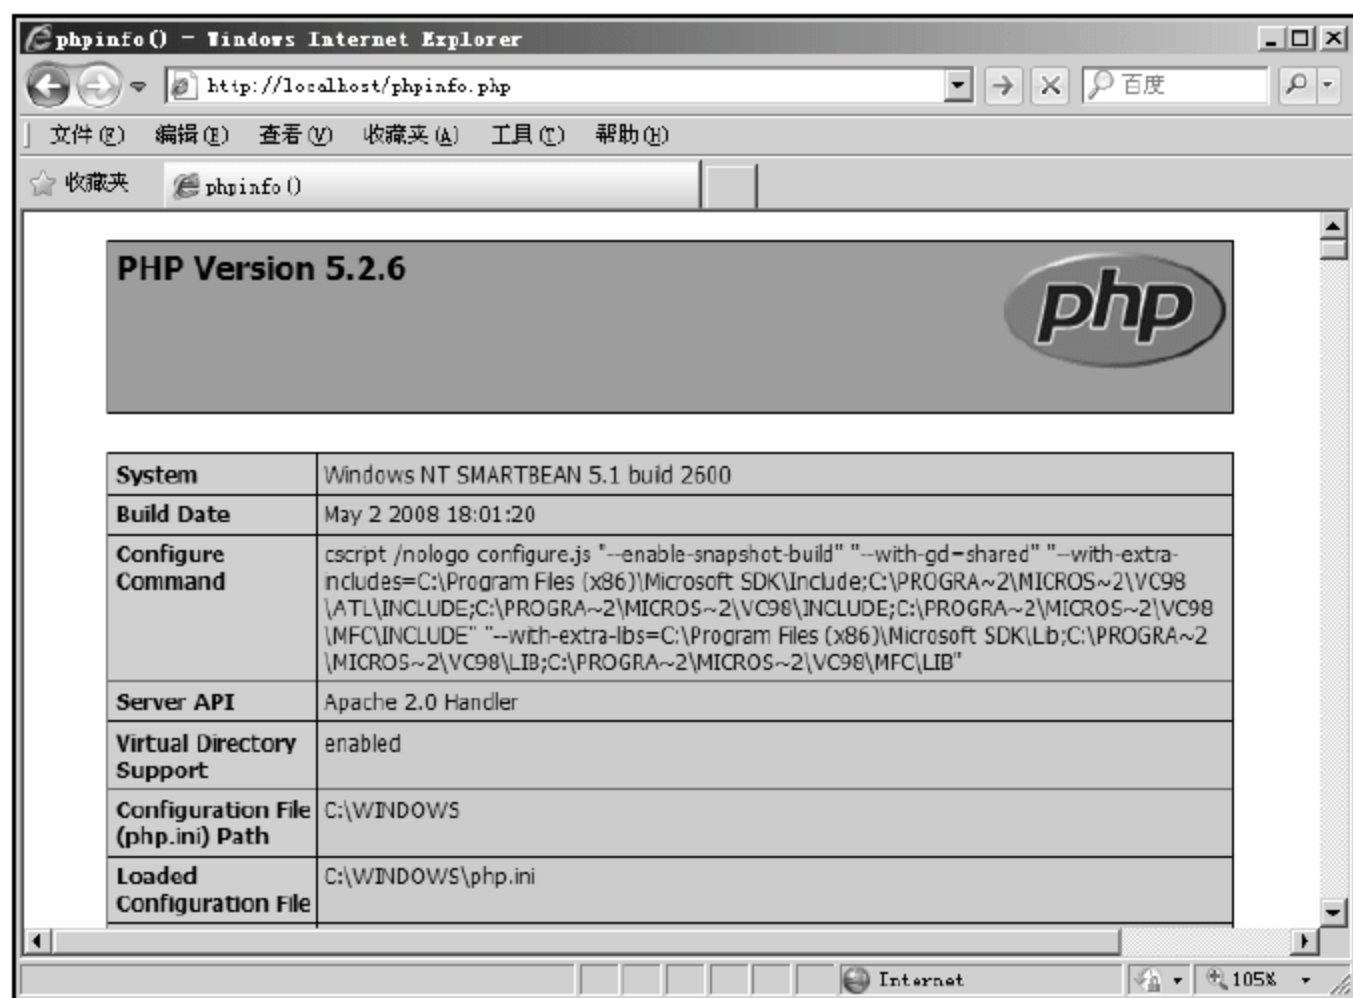 phpinfo() - Windows Internet Explorer
http://localhost/phpinfo.php
百度
文件(F) 编辑(E) 查看(V) 收藏夹(A) 工具(T) 帮助(H)
收藏夹 phpinfo()
PHP Version 5.2.6
php
System Windows NT SMARTBEAN 5.1 build 2600
Build Date May 2 2008 18:01:20
Configure Command cscript /nologo configure.js "--enable-snapshot-build" "--with-gd=shared" "--with-extra-
includes=C:\Program Files (x86)\Microsoft SDK\Include;C:\PROGRA~2\MICROS~2\VC98
\ATL\INCLUDE;C:\PROGRA~2\MICROS~2\VC98\INCLUDE;C:\PROGRA~2\MICROS~2\VC98
\MFC\INCLUDE" "--with-extra-libs=C:\Program Files (x86)\Microsoft SDK\Lib;C:\PROGRA~2
\MICROS~2\VC98\LIB;C:\PROGRA~2\MICROS~2\VC98\MFC\LIB"
Server API Apache 2.0 Handler
Virtual Directory Support enabled
Configuration File (php.ini) Path C:\WINDOWS
Loaded Configuration File C:\WINDOWS\php.ini
Internet 105%